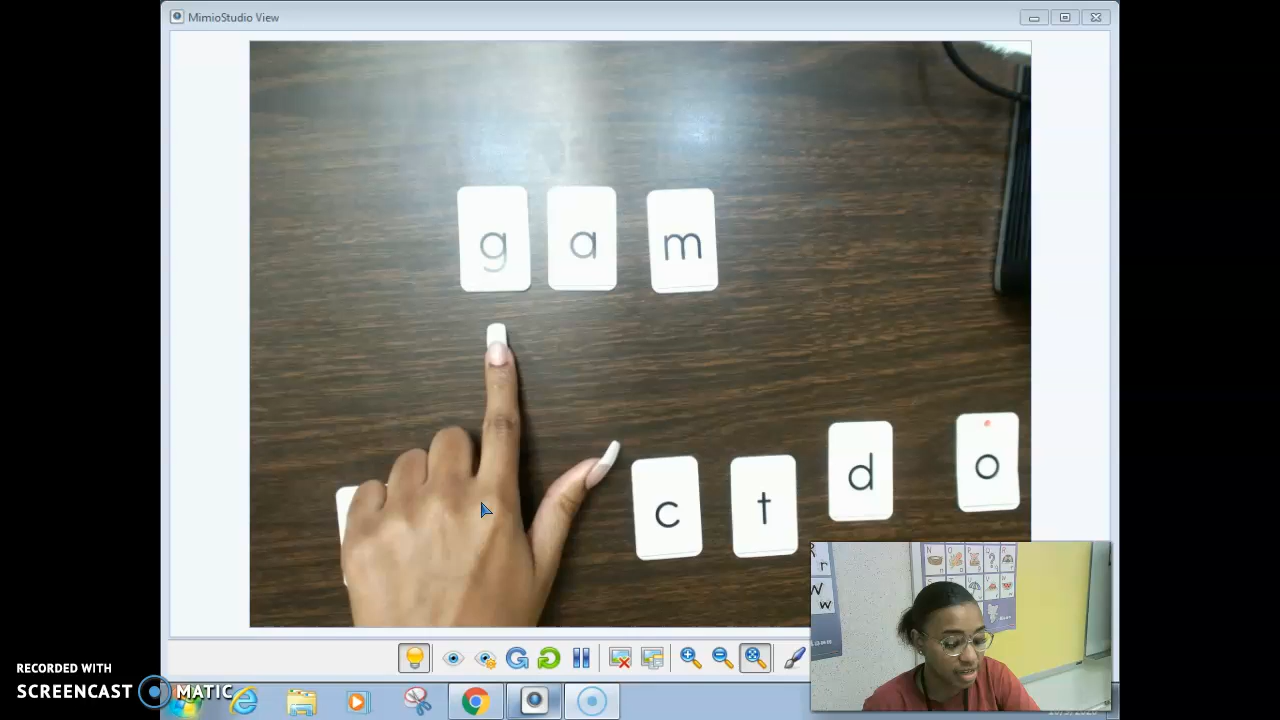 MimioStudio View
g a m
c t d o
r
W
w
N O P Q R
RECORDED WITH
SCREENCAST MATIC